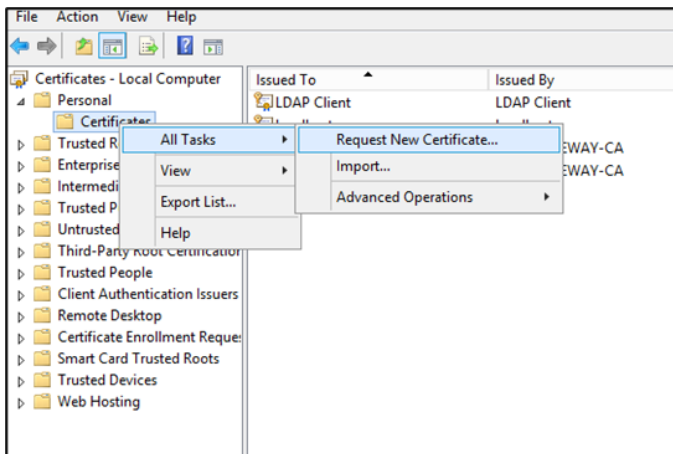 File Action View Help
Certificates - Local Computer
Personal
Certificates
Trusted R
Enterprise
Intermedi
Trusted P
Untrusted
Third-Party Root Certification
Trusted People
Client Authentication Issuers
Remote Desktop
Certificate Enrollment Reque
Smart Card Trusted Roots
Trusted Devices
Web Hosting
Issued To Issued By
LDAP Client LDAP Client
EWAY-CA
EWAY-CA
All Tasks
View
Export List...
Help
Request New Certificate...
Import...
Advanced Operations